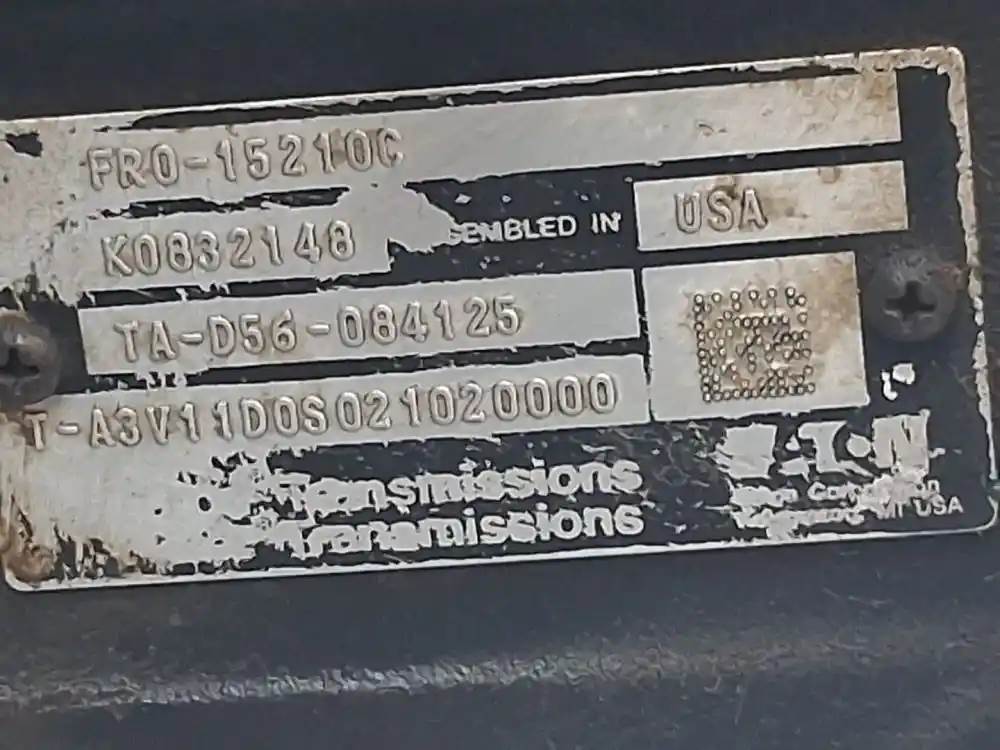 FRO-15210C
K0832148
SEMBLED IN USA
TA-D56-084125
T-A3V11D0S021020000
Transmissions
Transmissions
MI USA